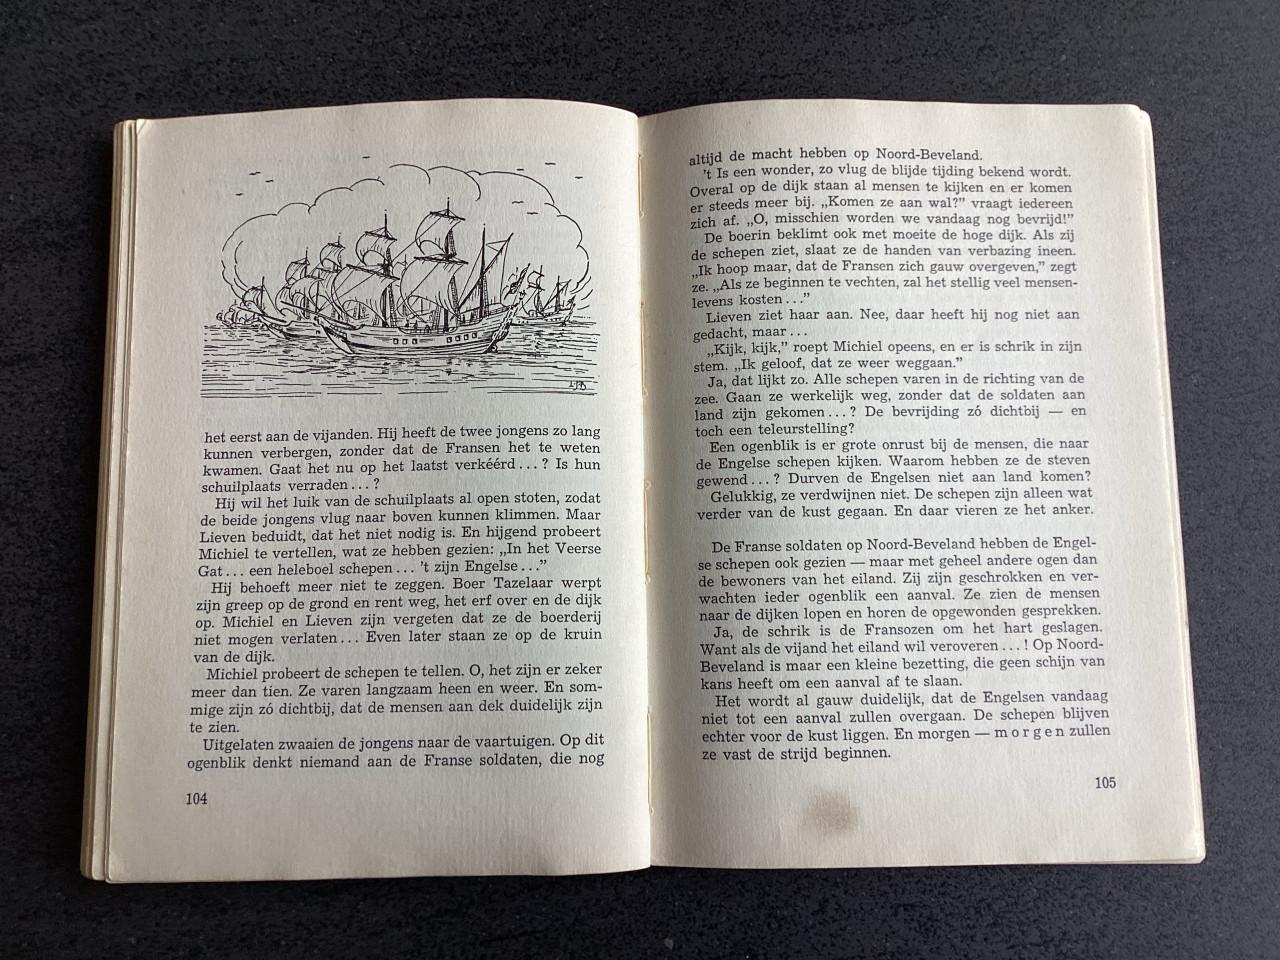 het eerst aan de vijanden. Hij heeft de twee jongens zo lang
kunnen verbergen, zonder dat de Fransen het te weten
kwamen. Gaat het nu op het laatst verkéérd...? Is hun
schuilplaats verraden...?
Hij wil het luik van de schuilplaats al open stoten, zodat
de beide jongens vlug naar boven kunnen klimmen. Maar
Lieven beduidt, dat het niet nodig is. En hijgend probeert
Michiel te vertellen, wat ze hebben gezien: „In het Veerse
Gat... een heleboel schepen... 't zijn Engelse..."
Hij behoeft meer niet te zeggen. Boer Tazelaar werpt
zijn greep op de grond en rent weg, het erf over en de dijk
op. Michiel en Lieven zijn vergeten dat ze de boerderij
niet mogen verlaten... Even later staan ze op de kruin
van de dijk.
Michiel probeert de schepen te tellen. O, het zijn er zeker
meer dan tien. Ze varen langzaam heen en weer. En som-
mige zijn zó dichtbij, dat de mensen aan dek duidelijk zijn
te zien.
Uitgelaten zwaaien de jongens naar de vaartuigen. Op dit
ogenblik denkt niemand aan de Franse soldaten, die nog
104
altijd de macht hebben op Noord-Beveland.
't Is een wonder, zo vlug de blijde tijding bekend wordt.
Overal op de dijk staan al mensen te kijken en er komen
er steeds meer bij. „Komen ze aan wal?" vraagt iedereen
zich af. „O, misschien worden we vandaag nog bevrijd!"
De boerin beklimt ook met moeite de hoge dijk. Als zij
de schepen ziet, slaat ze de handen van verbazing ineen.
„Ik hoop maar, dat de Fransen zich gauw overgeven," zegt
ze. „Als ze beginnen te vechten, zal het stellig veel mensen-
levens kosten..."
Lieven ziet haar aan. Nee, daar heeft hij nog niet aan
gedacht, maar...
„Kijk, kijk," roept Michiel opeens, en er is schrik in zijn
stem. „Ik geloof, dat ze weer weggaan."
Ja, dat lijkt zo. Alle schepen varen in de richting van de
zee. Gaan ze werkelijk weg, zonder dat de soldaten aan
land zijn gekomen...? De bevrijding zó dichtbij — en
toch een teleurstelling?
Een ogenblik is er grote onrust bij de mensen, die naar
de Engelse schepen kijken. Waarom hebben ze de steven
gewend...? Durven de Engelsen niet aan land komen?
Gelukkig, ze verdwijnen niet. De schepen zijn alleen wat
verder van de kust gegaan. En daar vieren ze het anker.
De Franse soldaten op Noord-Beveland hebben de Engel-
se schepen ook gezien — maar met geheel andere ogen dan
de bewoners van het eiland. Zij zijn geschrokken en ver-
wachten ieder ogenblik een aanval. Ze zien de mensen
naar de dijken lopen en horen de opgewonden gesprekken.
Ja, de schrik is de Fransozen om het hart geslagen.
Want als de vijand het eiland wil veroveren...! Op Noord-
Beveland is maar een kleine bezetting, die geen schijn van
kans heeft om een aanval af te slaan.
Het wordt al gauw duidelijk, dat de Engelsen vandaag
niet tot een aanval zullen overgaan. De schepen blijven
echter voor de kust liggen. En morgen — m o r g e n zullen
ze vast de strijd beginnen.
105